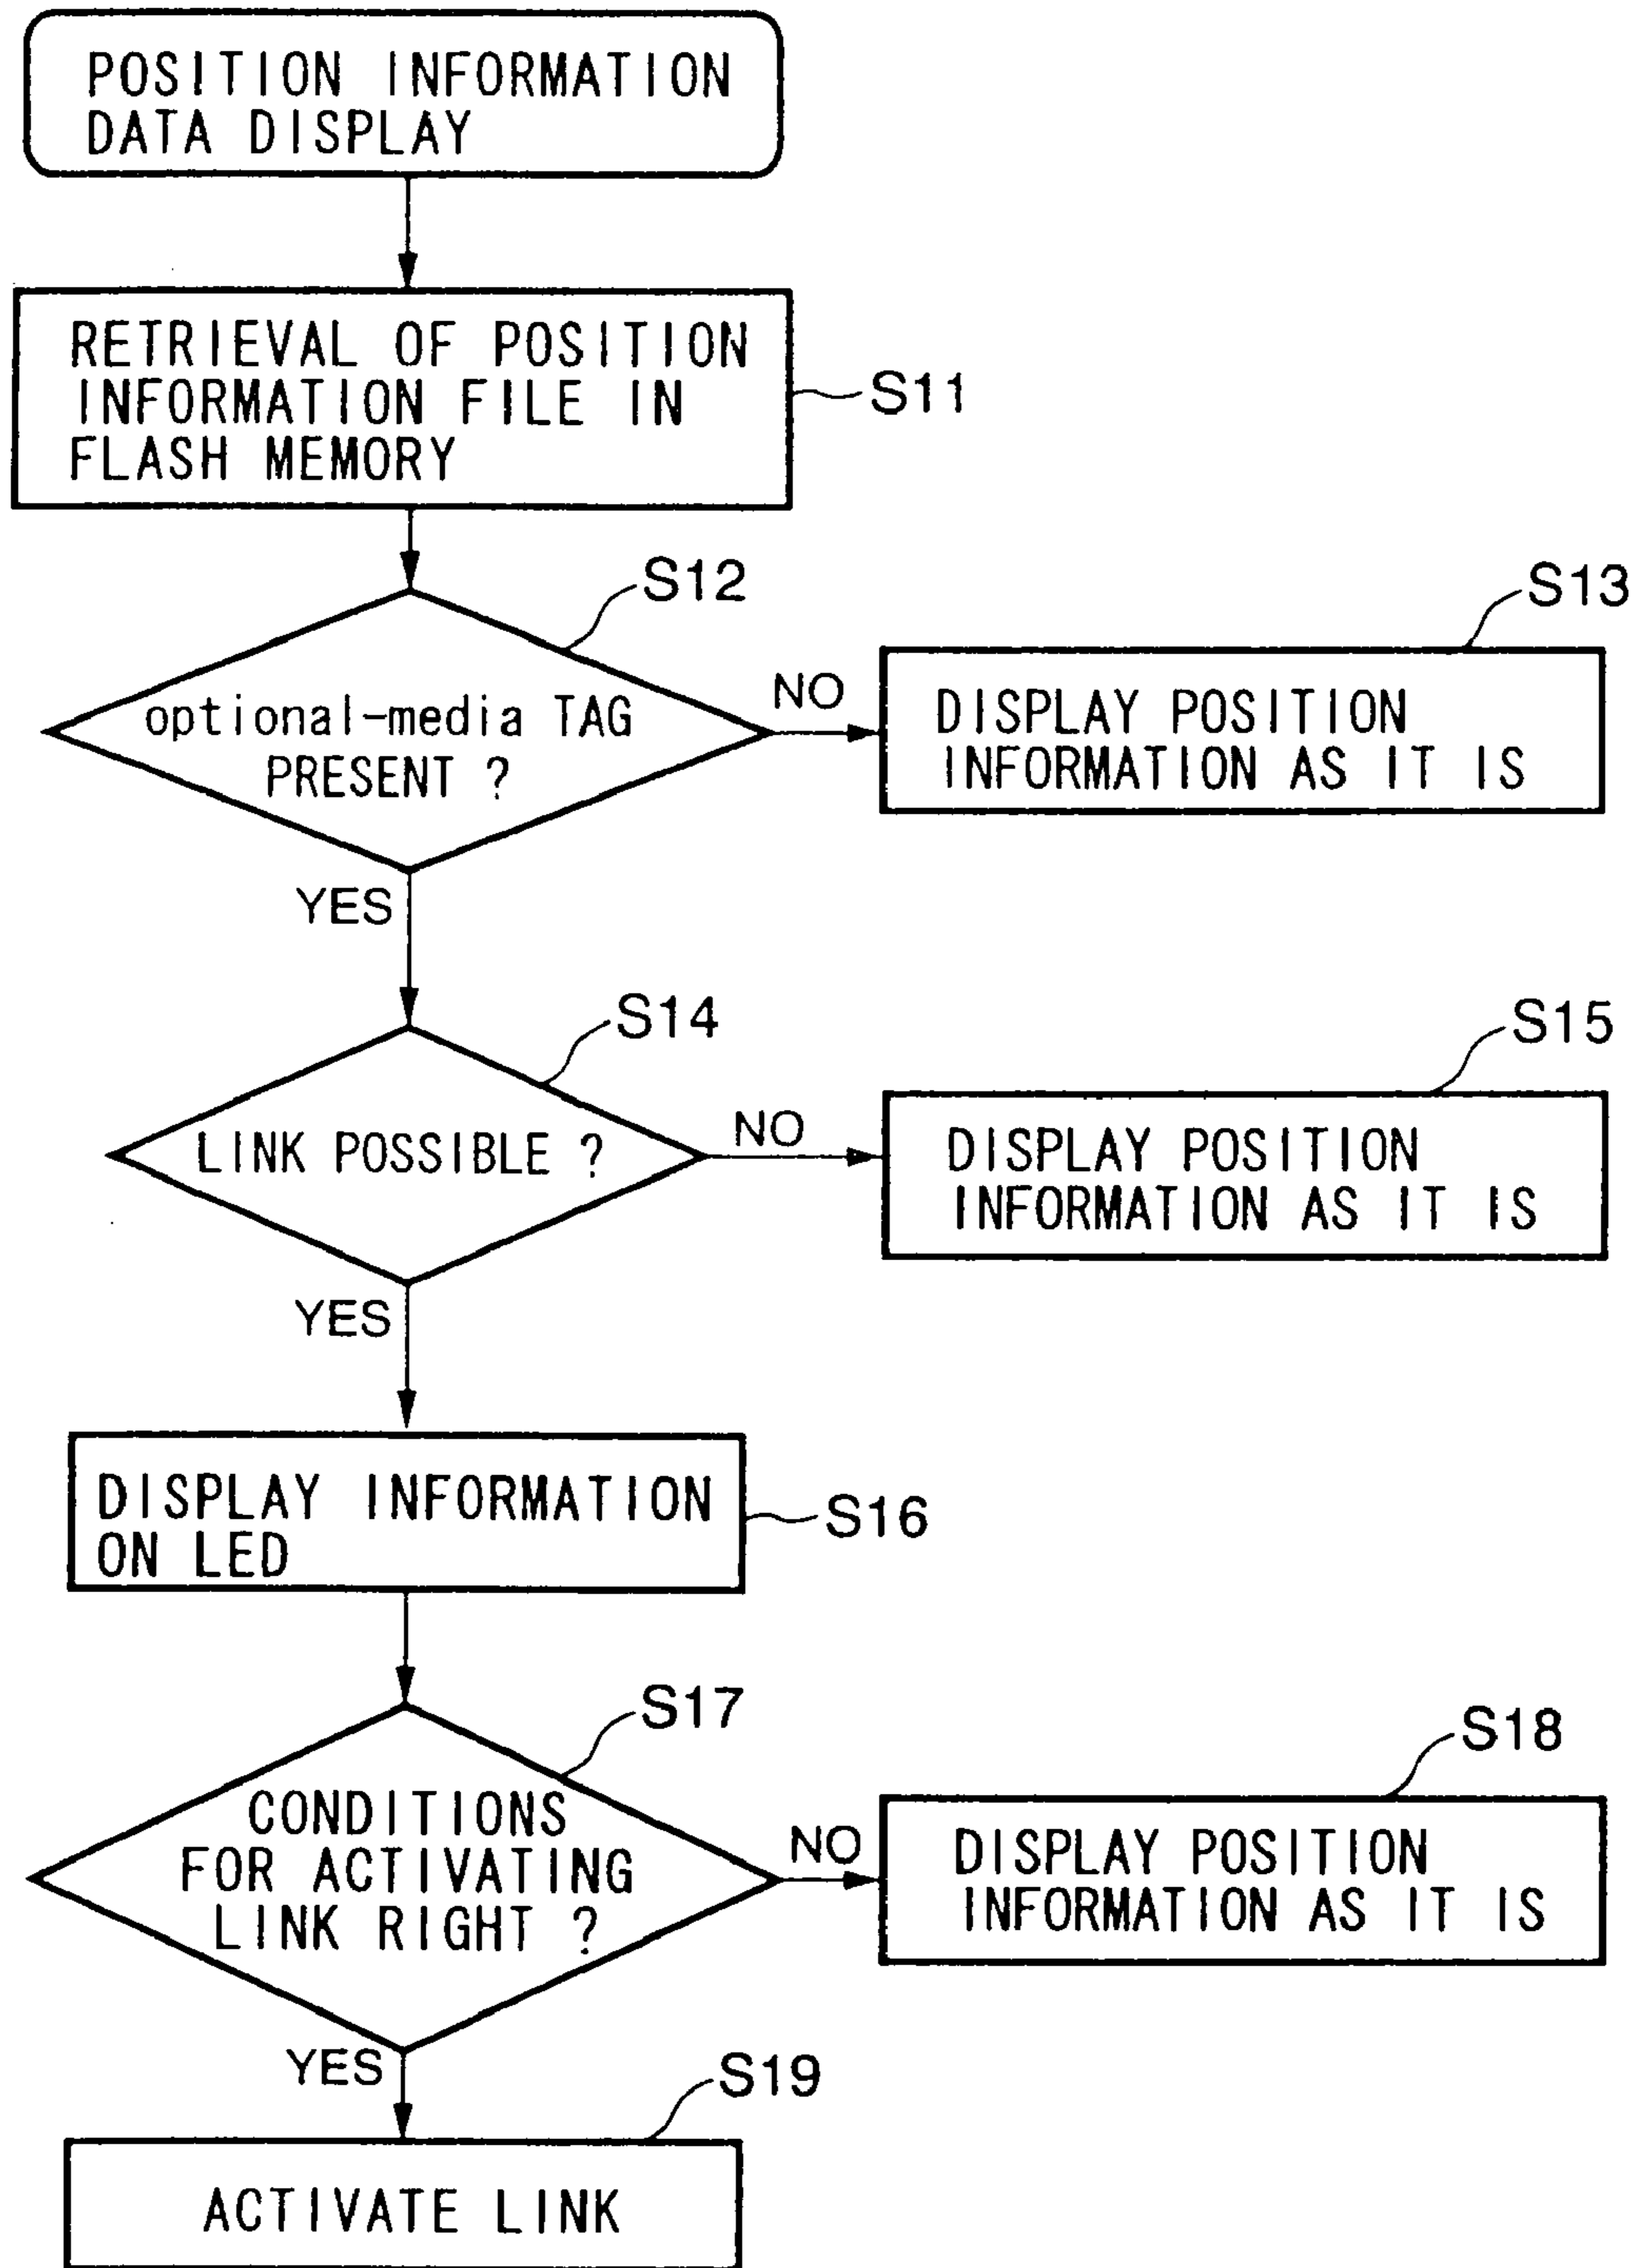 POSITION INFORMATION
DATA DISPLAY
RETRIEVAL OF POSITION
INFORMATION FILE IN
FLASH MEMORY
S11
S12
optional-media TAG
PRESENT ?
NO
S13
DISPLAY POSITION
INFORMATION AS IT IS
YES
S14
LINK POSSIBLE ?
NO
S15
DISPLAY POSITION
INFORMATION AS IT IS
YES
DISPLAY INFORMATION
ON LED
S16
S17
CONDITIONS
FOR ACTIVATING
LINK RIGHT ?
NO
S18
DISPLAY POSITION
INFORMATION AS IT IS
YES
S19
ACTIVATE LINK